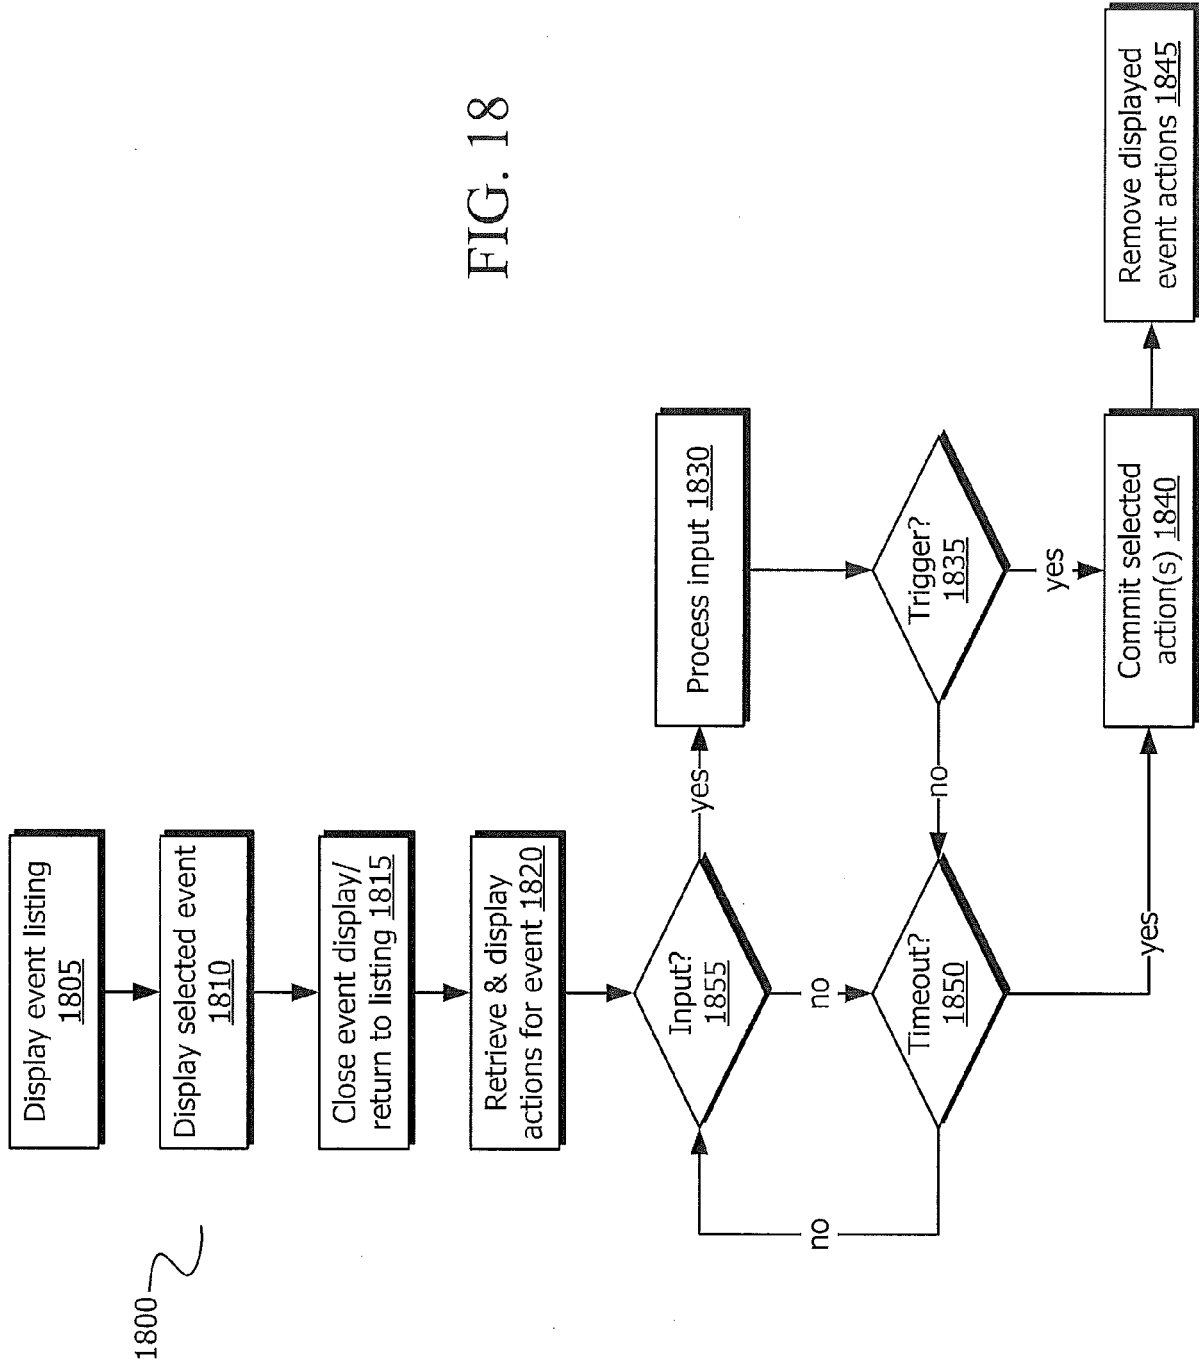 1800
Display event listing
1805
Display selected event
1810
Close event display/
return to listing 1815
Retrieve & display
actions for event 1820
Input?
1855
yes
Process input 1830
no
Timeout?
1850
no
no
Trigger?
1835
yes
yes
Commit selected
action(s) 1840
Remove displayed
event actions 1845
FIG. 18